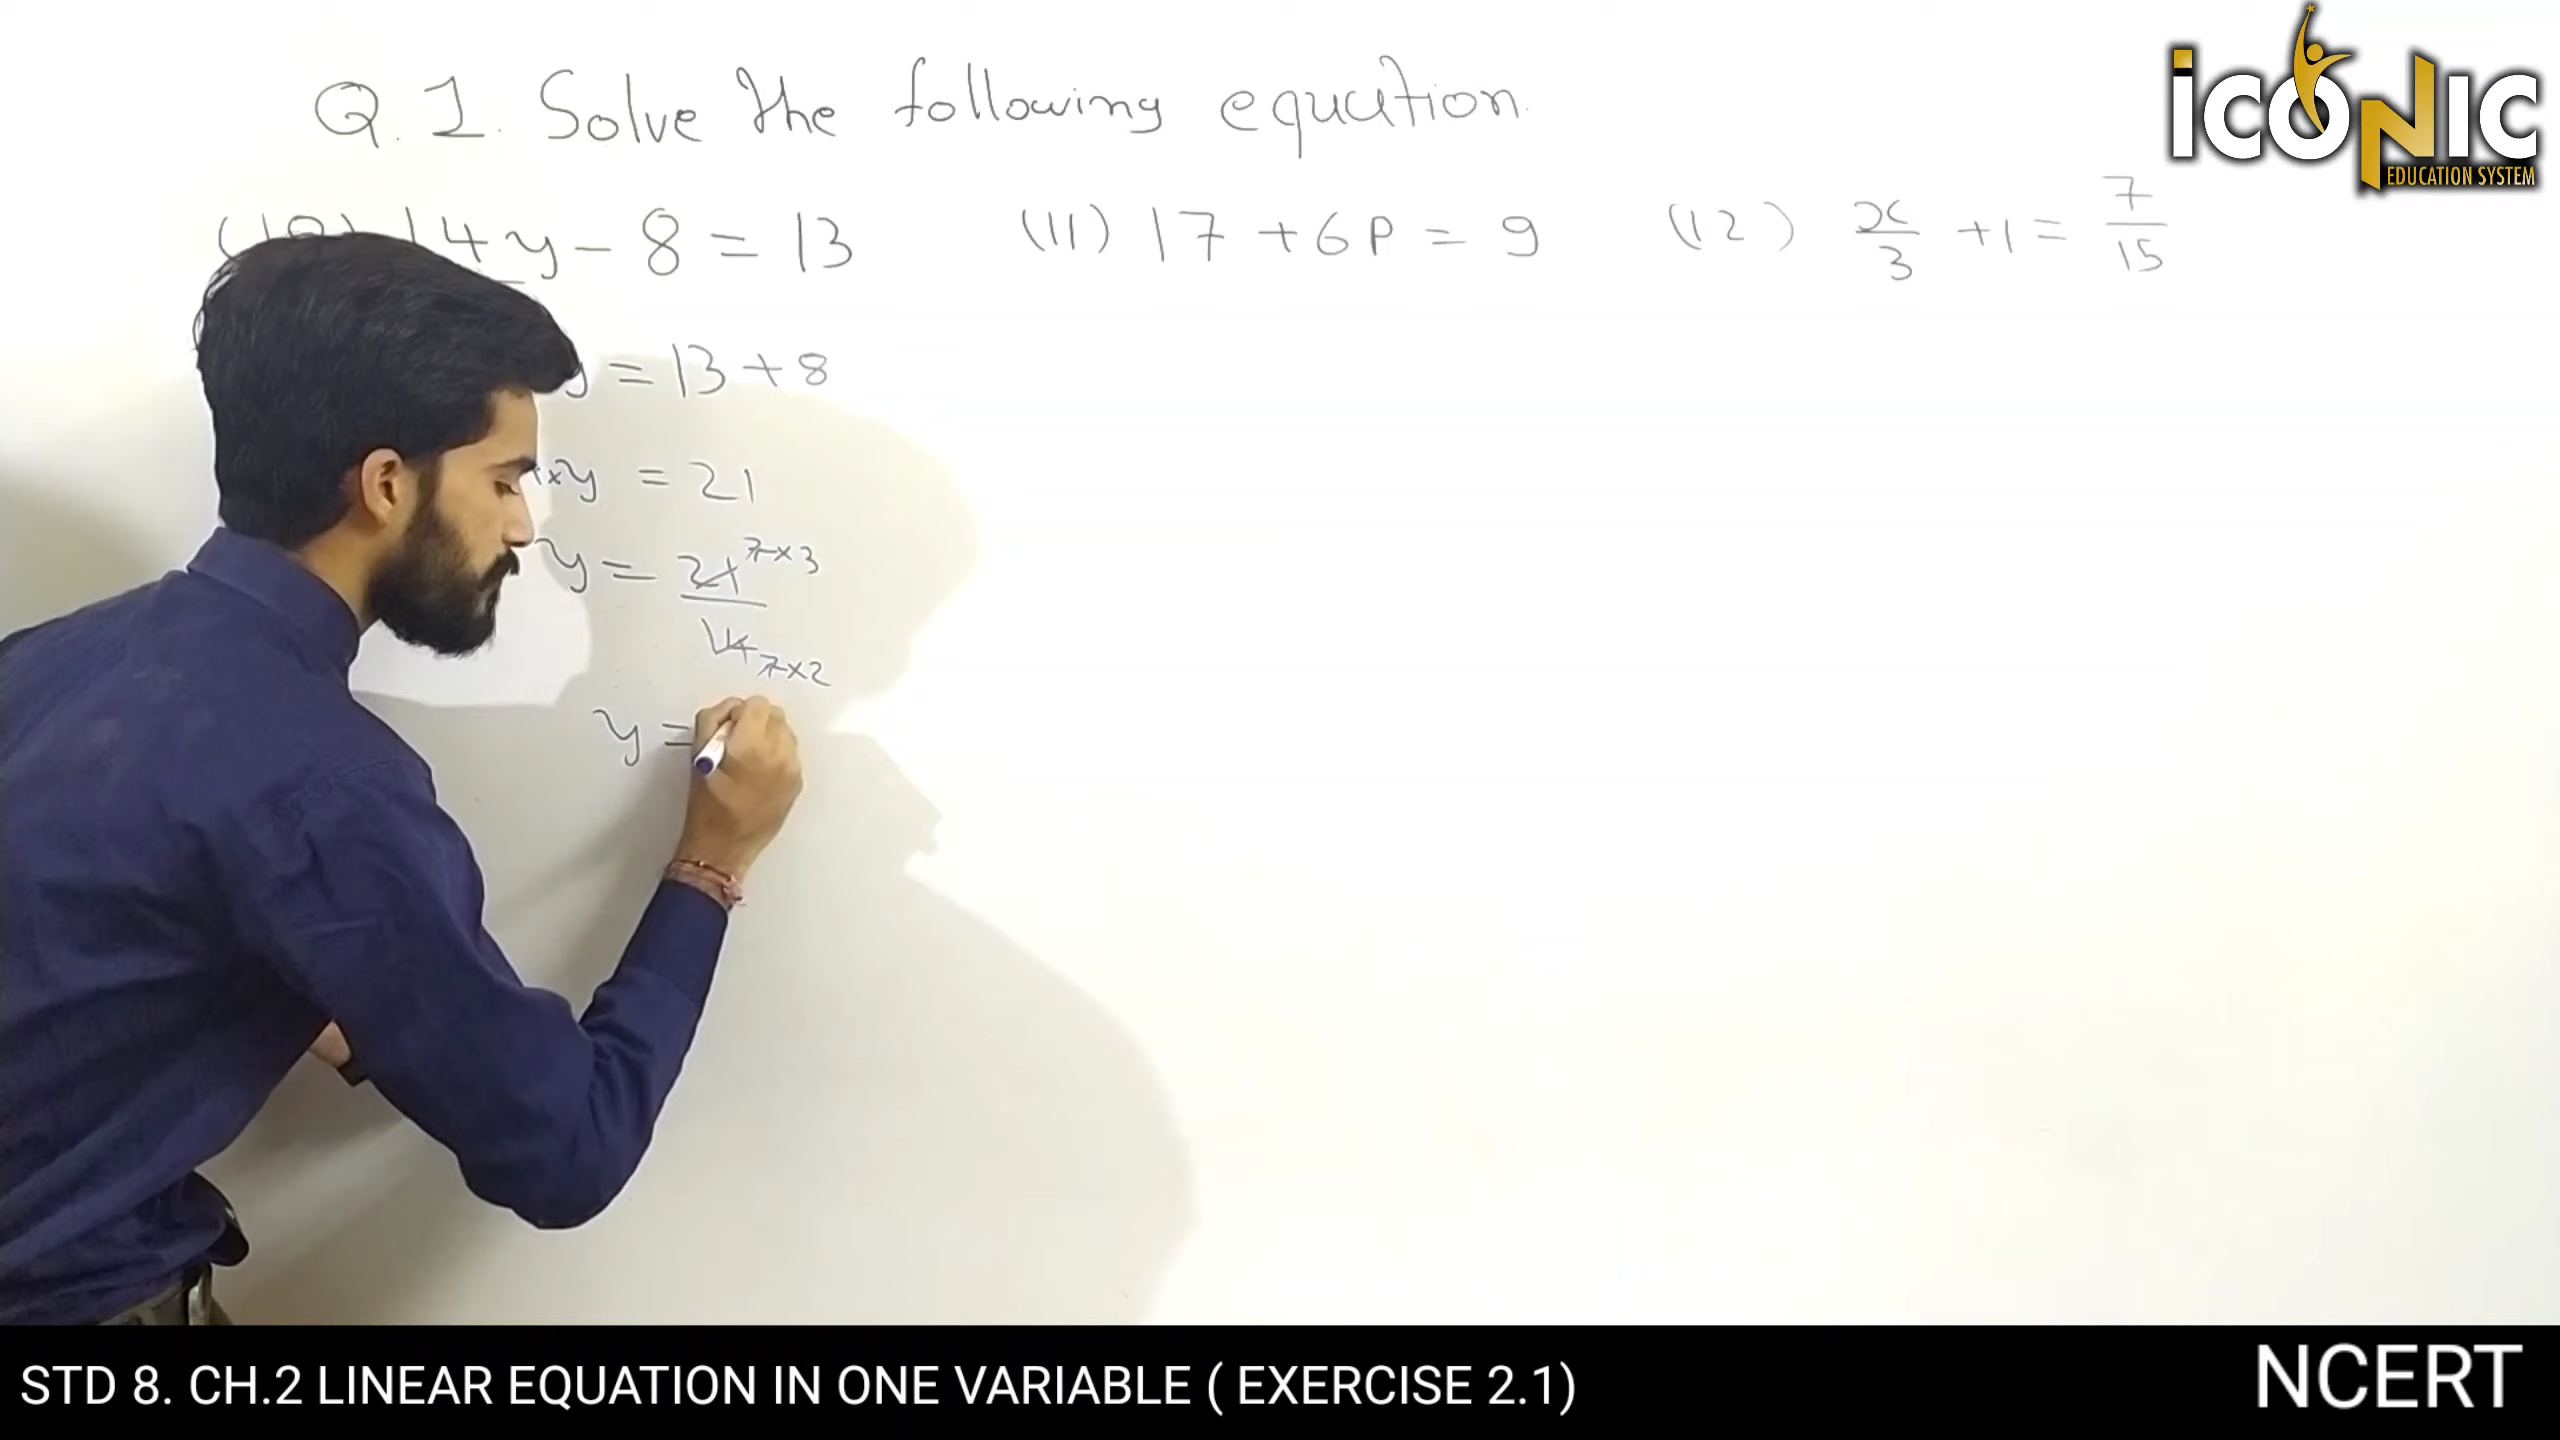 iCONIC
EDUCATION SYSTEM
Q.1. Solve the following equation.
(10) 14y - 8 = 13
(11) 17 + 6P = 9
(12) x/3 + 1 = 7/15
y = 13 + 8
×y = 21
y = 21 7×3
14 7×2
y =
STD 8. CH.2 LINEAR EQUATION IN ONE VARIABLE ( EXERCISE 2.1)
NCERT